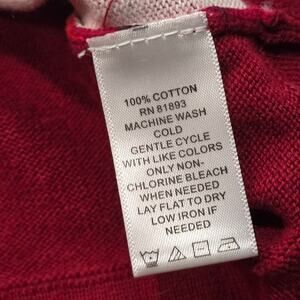 100% COTTON
RN 81893
MACHINE WASH
COLD
GENTLE CYCLE
WITH LIKE COLORS
ONLY NON-
CHLORINE BLEACH
WHEN NEEDED
LAY FLAT TO DRY
LOW IRON IF
NEEDED